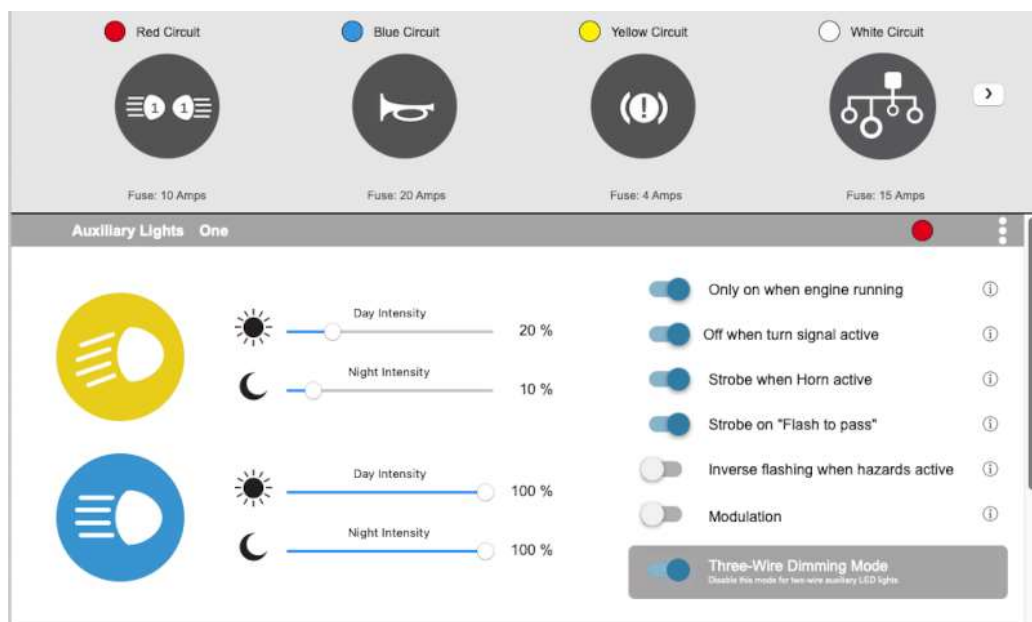 Red Circuit
Blue Circuit
Yellow Circuit
White Circuit
1 1
Fuse: 10 Amps
Fuse: 20 Amps
Fuse: 4 Amps
Fuse: 15 Amps
Auxiliary Lights One
Day Intensity
20 %
Night Intensity
10 %
Day Intensity
100 %
Night Intensity
100 %
Only on when engine running
Off when turn signal active
Strobe when Horn active
Strobe on "Flash to pass"
Inverse flashing when hazards active
Modulation
Three-Wire Dimming Mode
Disable this mode for two-wire auxiliary LED lights